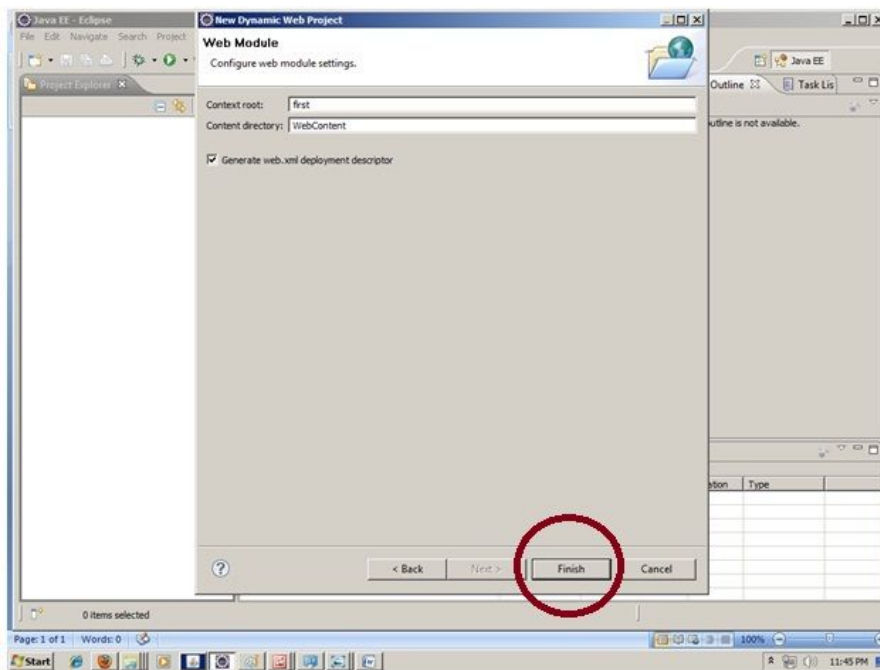 Java EE - Eclipse
New Dynamic Web Project
File Edit Navigate Search Project
Web Module
Configure web module settings.
Java EE
Project Explorer
Outline
Task Lis
Context root: first
Content directory: WebContent
utline is not available.
Generate web.xml deployment descriptor
ation Type
< Back Next > Finish Cancel
0 items selected
Page: 1 of 1 Words: 0
100%
Start
11:45 PM